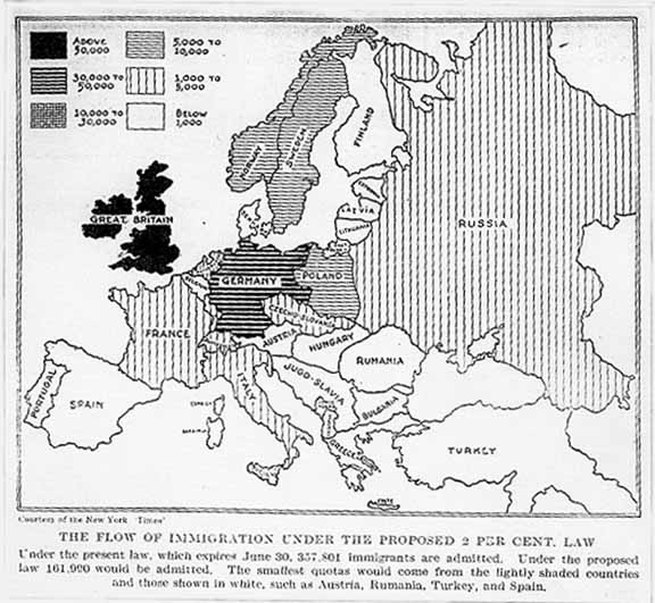 ABOVE
50,000
5,000 TO
10,000
30,000 TO
50,000
1,000 TO
5,000
10,000 TO
30,000
BELOW
1,000
NORWAY
SWEDEN
FINLAND
LATVIA
LITHUANIA
RUSSIA
GREAT BRITAIN
GERMANY
POLAND
CZECHO-SLOVAKIA
FRANCE
AUSTRIA
HUNGARY
RUMANIA
ITALY
JUGO-SLAVIA
BULGARIA
PORTUGAL
SPAIN
GREECE
TURKEY
Courtesy of the New York 'Times'
THE FLOW OF IMMIGRATION UNDER THE PROPOSED 2 PER CENT. LAW
Under the present law, which expires June 30, 357,801 immigrants are admitted. Under the proposed
law 161,990 would be admitted. The smallest quotas would come from the lightly shaded countries
and those shown in white, such as Austria, Rumania, Turkey, and Spain.